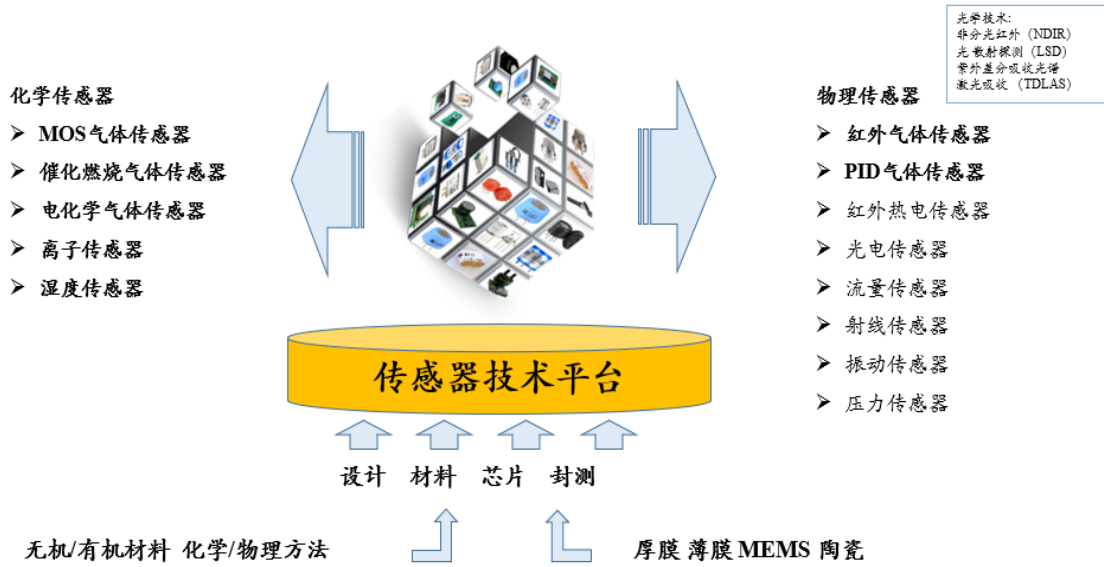 光学技术:
非分光红外（NDIR）
光 散射探测（LSD）
紫外差分吸收光谱
激光吸收 （TDLAS）
化学传感器
➢ MOS气体传感器
➢ 催化燃烧气体传感器
➢ 电化学气体传感器
➢ 离子传感器
➢ 湿度传感器
物理传感器
➢ 红外气体传感器
➢ PID气体传感器
➢ 红外热电传感器
➢ 光电传感器
➢ 流量传感器
➢ 射线传感器
➢ 振动传感器
➢ 压力传感器
传感器技术平台
设计 材料 芯片 封测
无机/有机材料 化学/物理方法
厚膜 薄膜 MEMS 陶瓷